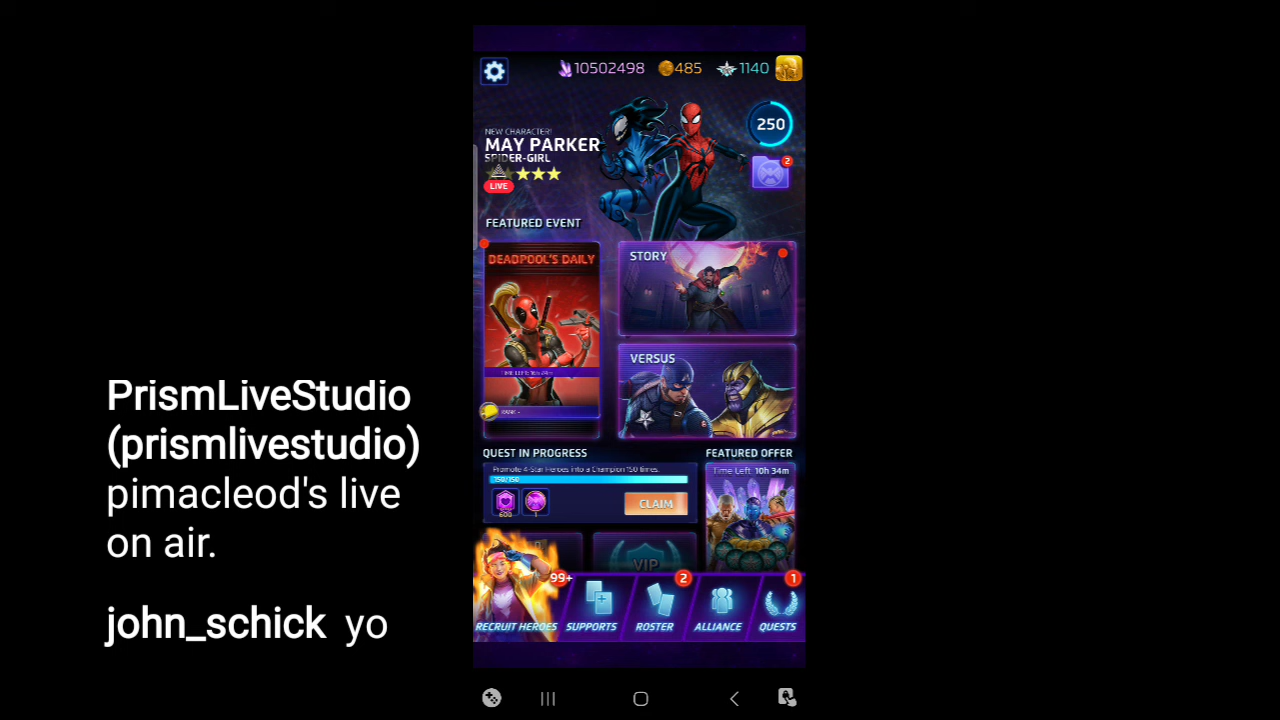 10502498
485
1140
NEW CHARACTER!
MAY PARKER
SPIDER-GIRL
LIVE
250
2
FEATURED EVENT
DEADPOOL'S DAILY
STORY
VERSUS
RANK -
QUEST IN PROGRESS
Promote 4-Star Heroes into a Champion 150 times.
150/150
600
1
CLAIM
FEATURED OFFER
Time Left: 10h 34m
VIP
99+
2
1
RECRUIT HEROES
SUPPORTS
ROSTER
ALLIANCE
QUESTS
PrismLiveStudio
(prismlivestudio)
pimacleod's live
on air.
john_schick yo